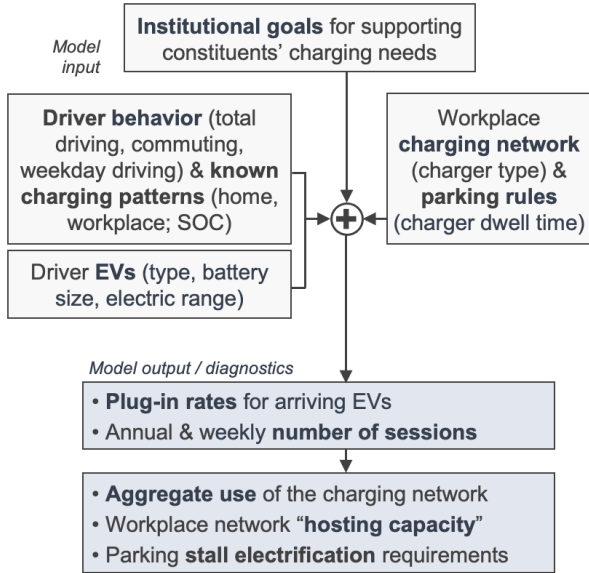 Institutional goals for supporting
constituents’ charging needs
Model
input
Driver behavior (total
driving, commuting,
weekday driving) & known
charging patterns (home,
workplace; SOC)
Driver EVs (type, battery
size, electric range)
Workplace
charging network
(charger type) &
parking rules
(charger dwell time)
Model output / diagnostics
• Plug-in rates for arriving EVs
• Annual & weekly number of sessions
• Aggregate use of the charging network
• Workplace network “hosting capacity”
• Parking stall electrification requirements